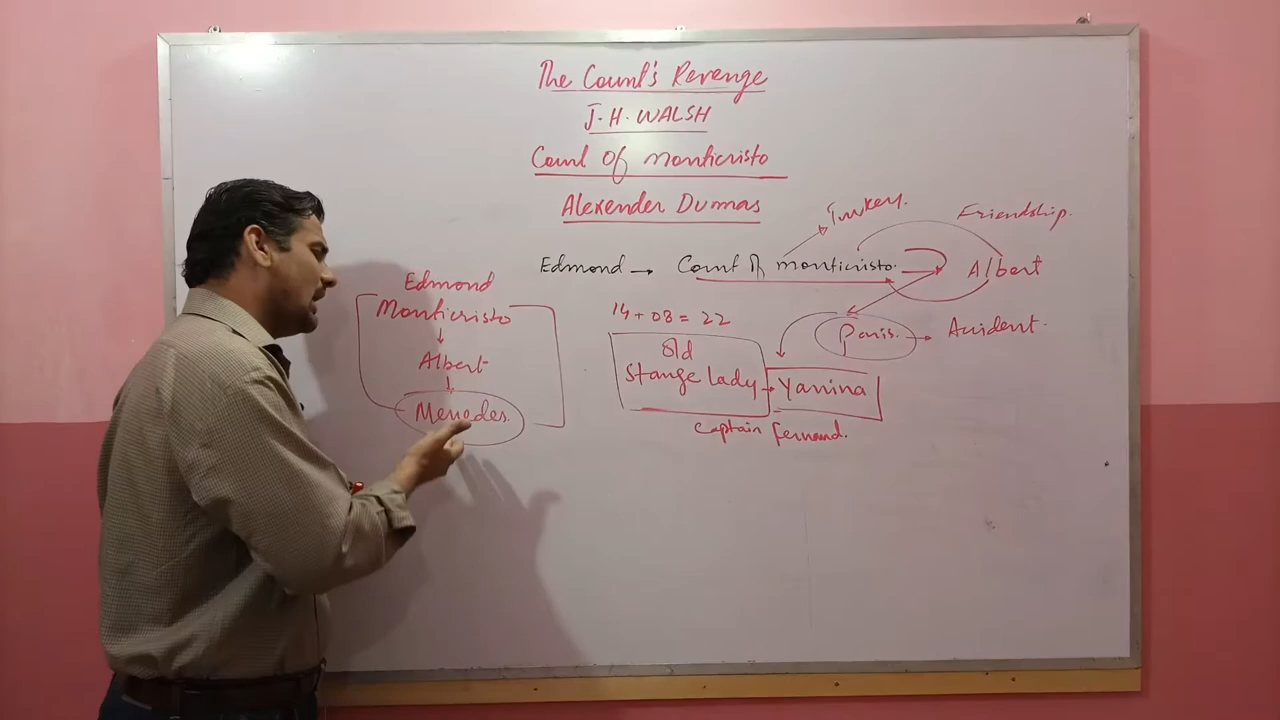 The Count's Revenge
J.H. WALSH
Count of monticristo
Alexender Dumas
Turkey.
Friendship.
Edmond → Count of monticristo. → Albert
Edmond
Monticristo
↓
Albert
↓
Mercedes.
14 + 08 = 22
Paris. → Accident.
Old
Stange lady → Yanina
Captain Fernand.